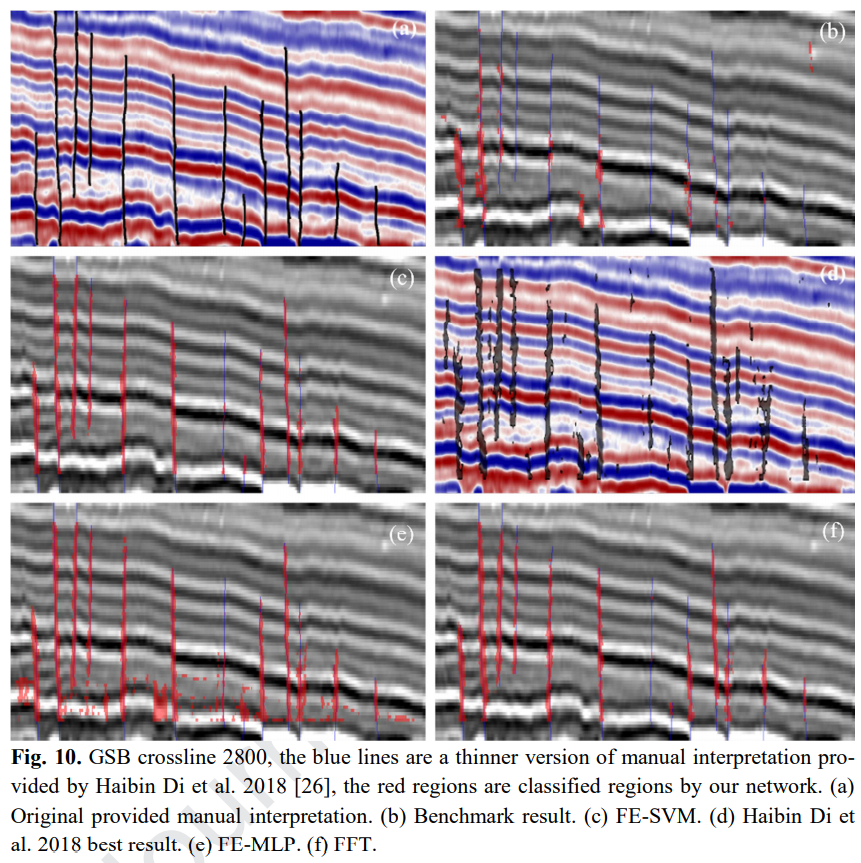 (a)
(b)
(c)
(d)
(e)
(f)
Fig. 10. GSB crossline 2800, the blue lines are a thinner version of manual interpretation pro-
vided by Haibin Di et al. 2018 [26], the red regions are classified regions by our network. (a)
Original provided manual interpretation. (b) Benchmark result. (c) FE-SVM. (d) Haibin Di et
al. 2018 best result. (e) FE-MLP. (f) FFT.